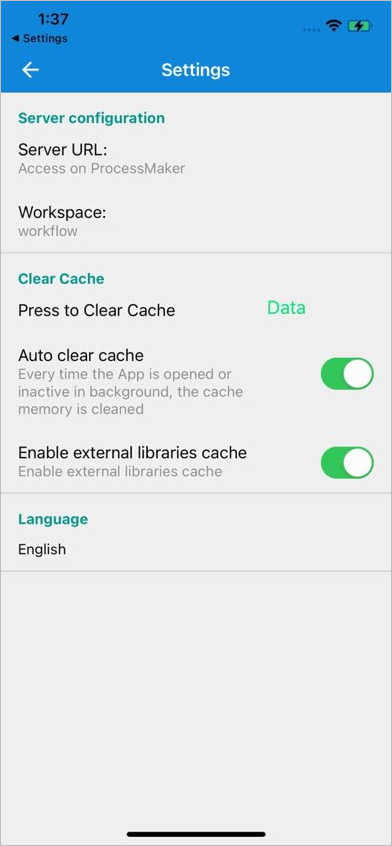 1:37
Settings
Settings
Server configuration
Server URL:
Access on ProcessMaker
Workspace:
workflow
Clear Cache
Press to Clear Cache
Data
Auto clear cache
Every time the App is opened or
inactive in background, the cache
memory is cleaned
Enable external libraries cache
Enable external libraries cache
Language
English